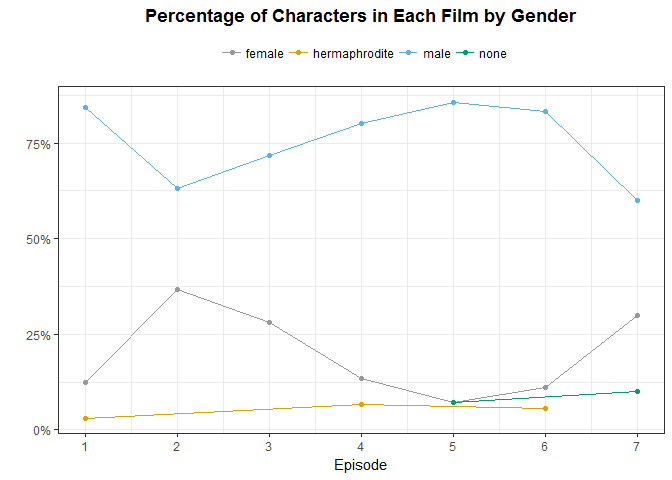 Percentage of Characters in Each Film by Gender
female hermaphrodite male none
75%
50%
25%
0%
1 2 3 4 5 6 7
Episode